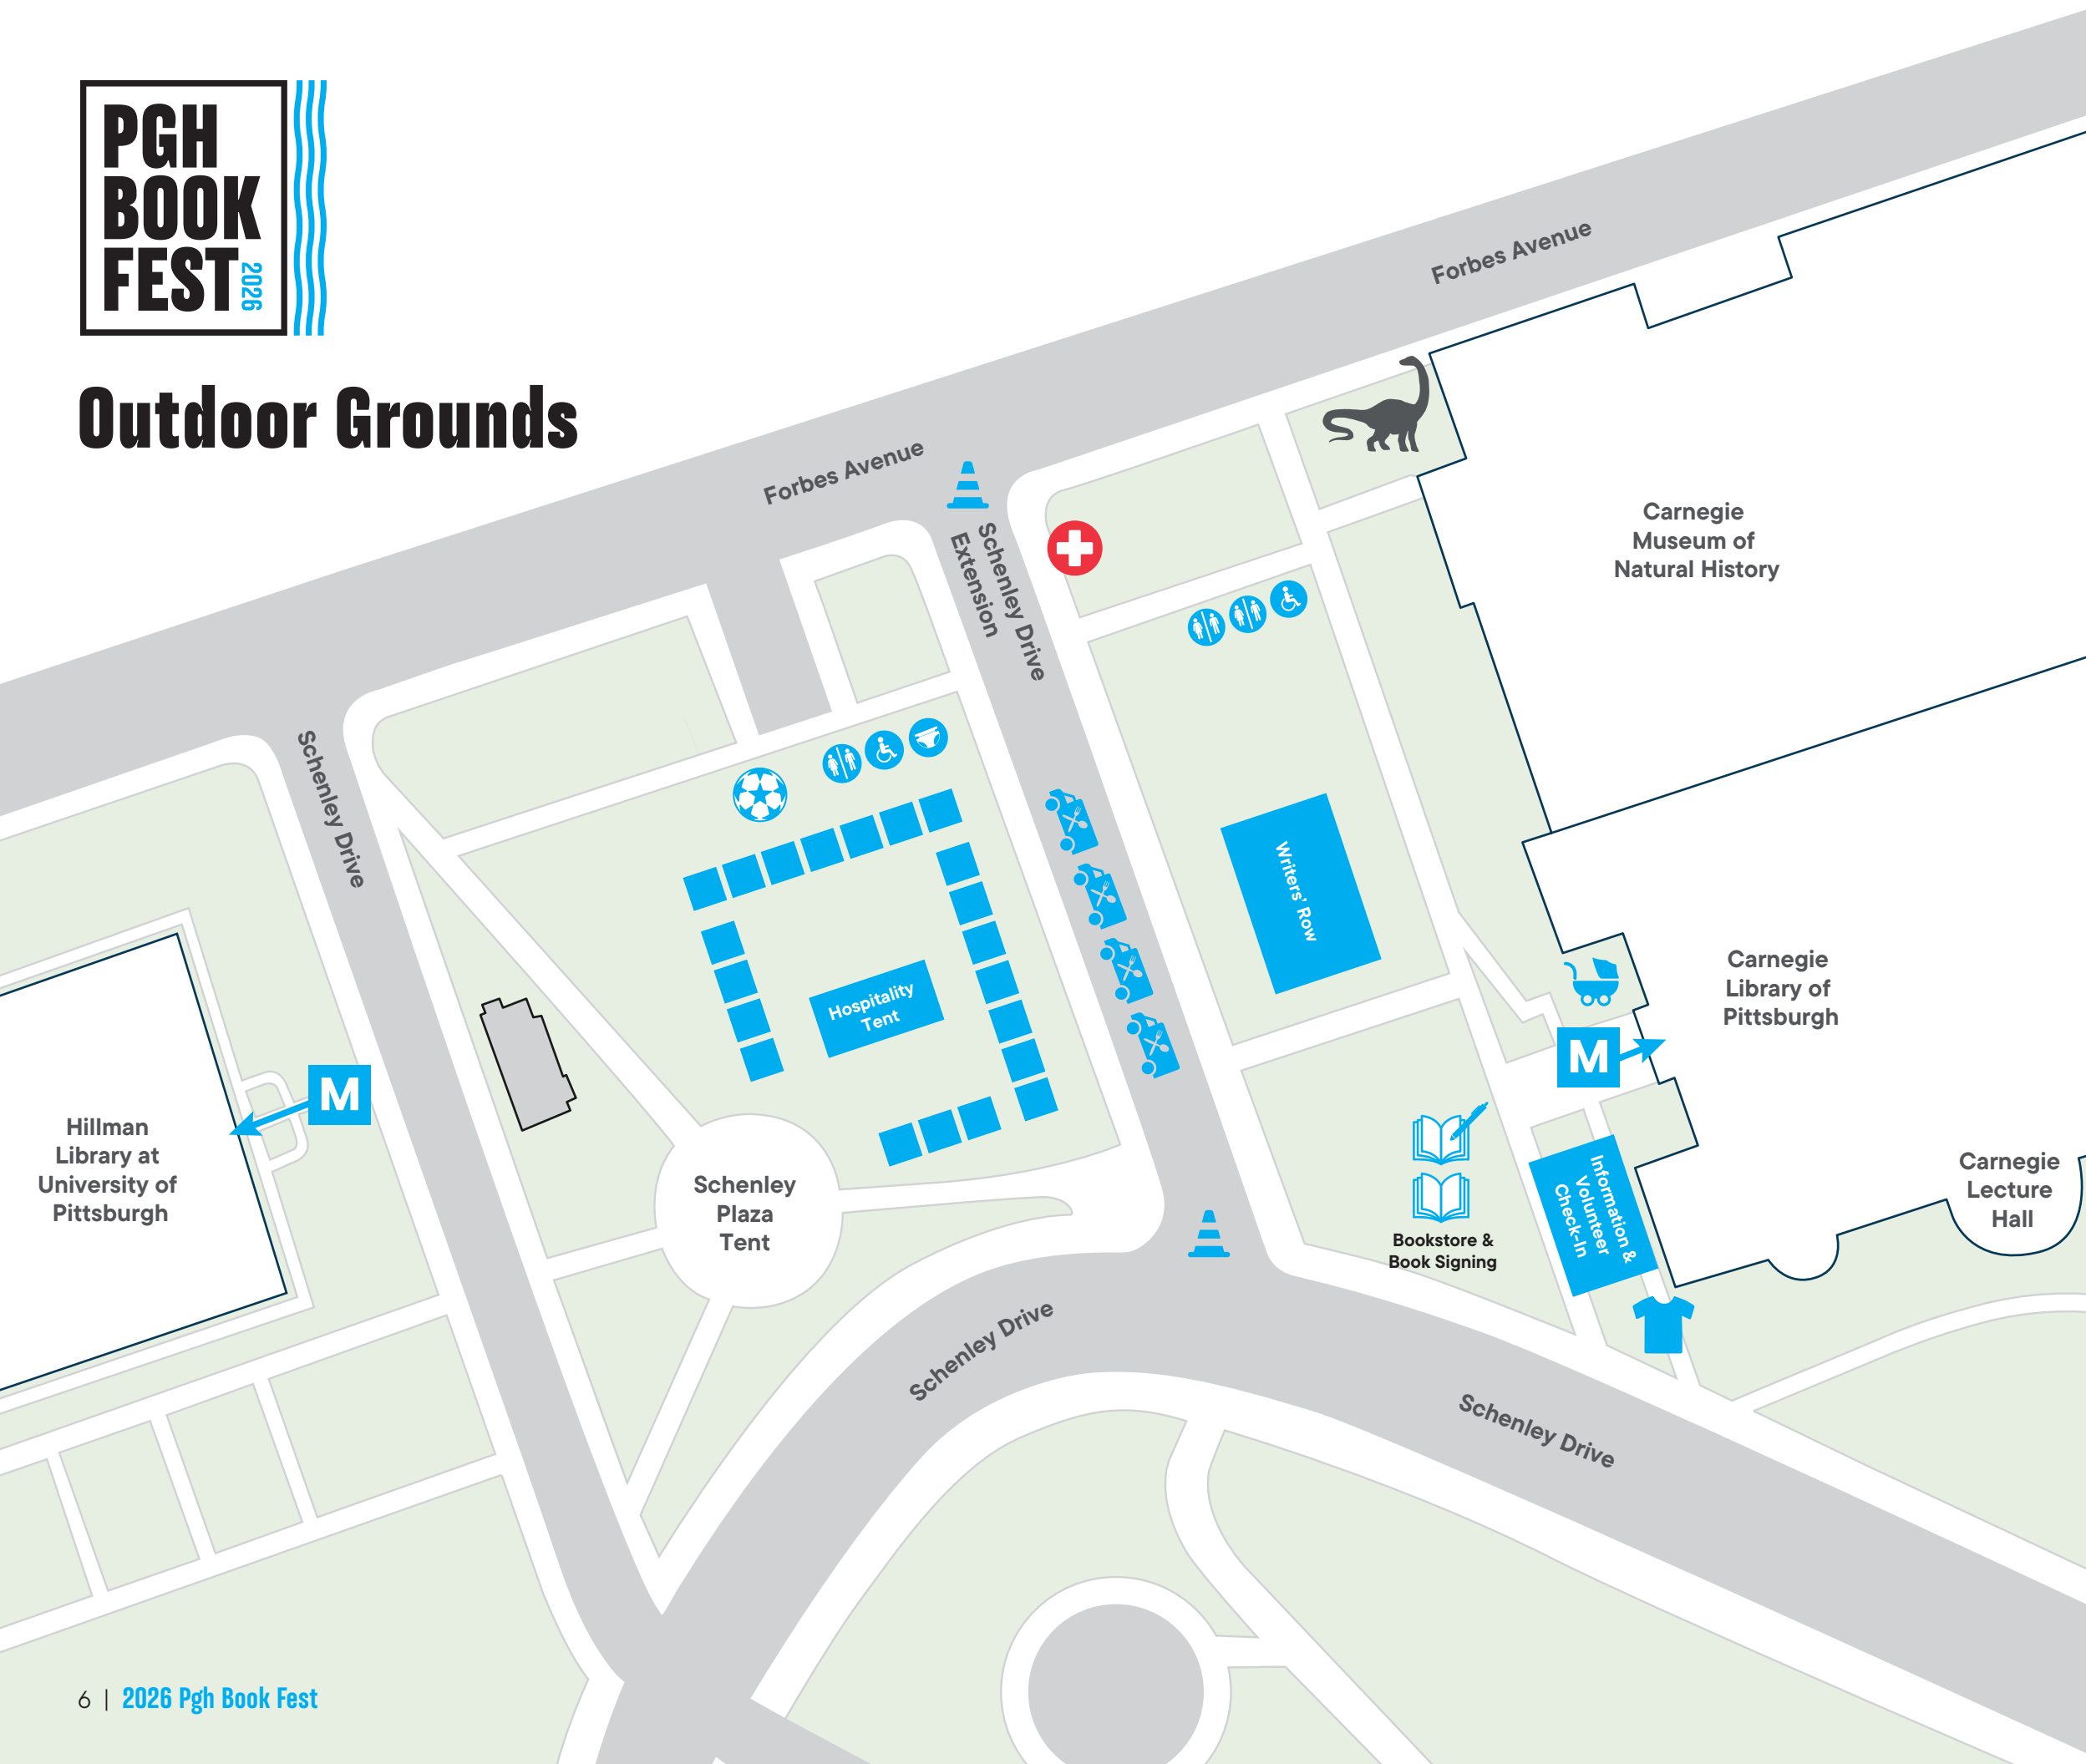 PGH
BOOK
FEST
2026
Outdoor Grounds
Forbes Avenue
Forbes Avenue
Schenley Drive
Extension
Schenley Drive
Carnegie
Museum of
Natural History
Writers' Row
Hospitality
Tent
Carnegie
Library of
Pittsburgh
M
M
Hillman
Library at
University of
Pittsburgh
Schenley
Plaza
Tent
Bookstore &
Book Signing
Information &
Volunteer
Check-In
Carnegie
Lecture
Hall
Schenley Drive
Schenley Drive
6 | 2026 Pgh Book Fest